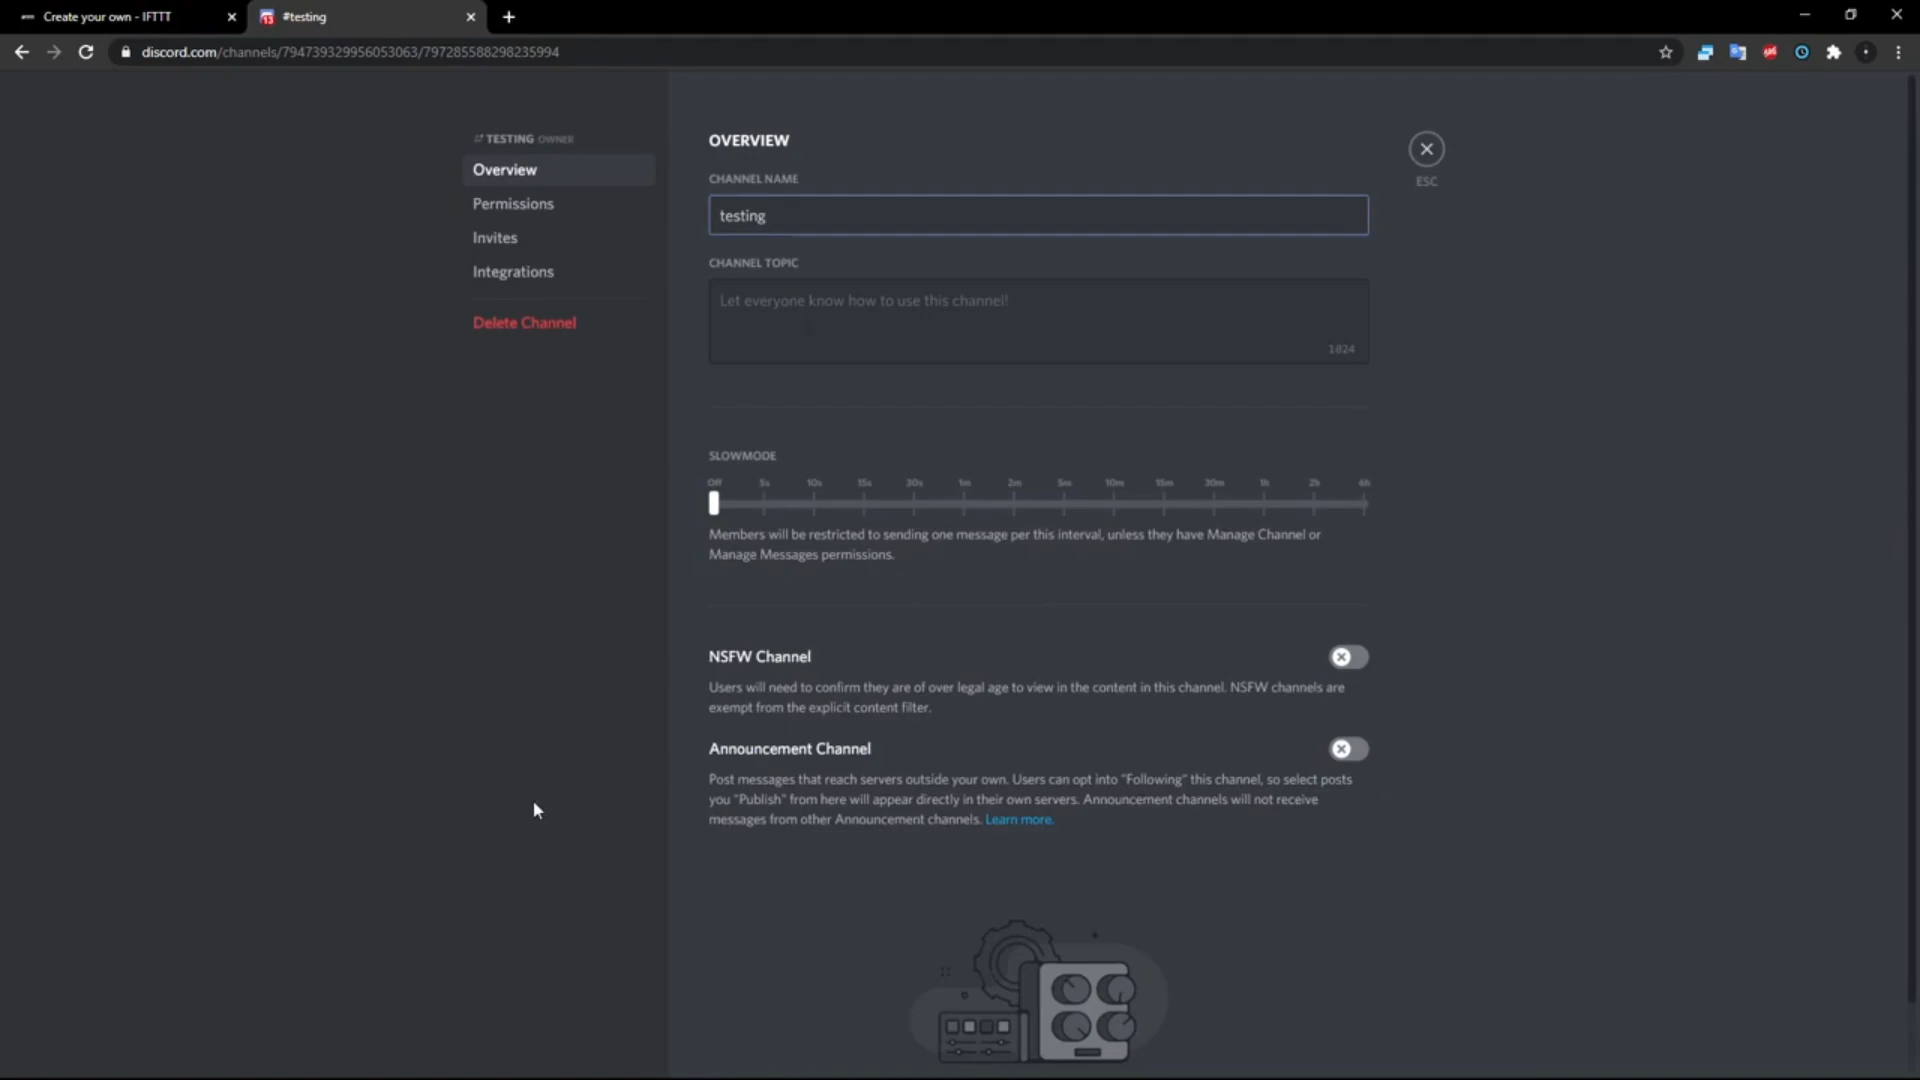 Create your own - IFTTT
#testing
discord.com/channels/794739329956053063/797285588298235994
TESTING OWNER
Overview
Permissions
Invites
Integrations
Delete Channel
OVERVIEW
CHANNEL NAME
testing
CHANNEL TOPIC
Let everyone know how to use this channel!
1024
ESC
SLOWMODE
Off 5s 10s 15s 30s 1m 2m 5m 10m 15m 30m 1h 2h 6h
Members will be restricted to sending one message per this interval, unless they have Manage Channel or
Manage Messages permissions.
NSFW Channel
Users will need to confirm they are of over legal age to view in the content in this channel. NSFW channels are
exempt from the explicit content filter.
Announcement Channel
Post messages that reach servers outside your own. Users can opt into "Following" this channel, so select posts
you "Publish" from here will appear directly in their own servers. Announcement channels will not receive
messages from other Announcement channels. Learn more.